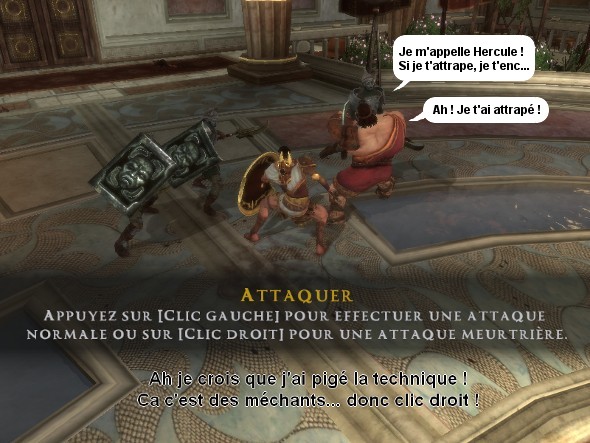 Je m'appelle Hercule !
Si je t'attrape, je t'enc...
Ah ! Je t'ai attrapé !
ATTAQUER
APPUYEZ SUR [CLIC GAUCHE] POUR EFFECTUER UNE ATTAQUE
NORMALE OU SUR [CLIC DROIT] POUR UNE ATTAQUE MEURTRIÈRE.
Ah je crois que j'ai pigé la technique !
Ca c'est des méchants... donc clic droit !